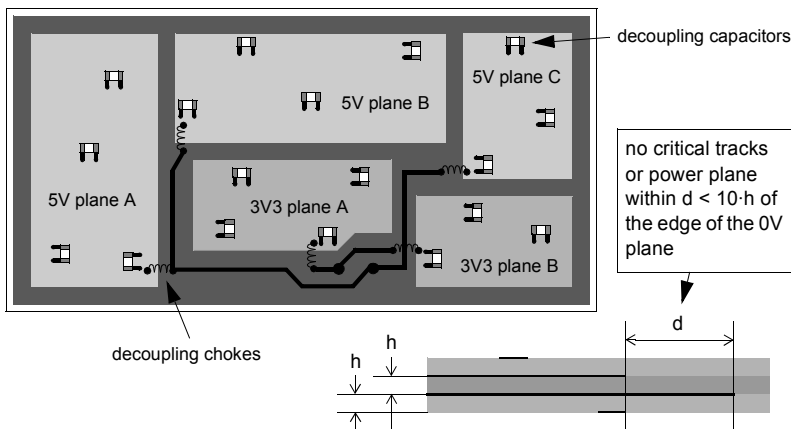 decoupling capacitors
5V plane C
5V plane B
no critical tracks
or power plane
within d < 10·h of
the edge of the 0V
plane
5V plane A
3V3 plane A
3V3 plane B
decoupling chokes
d
h
h